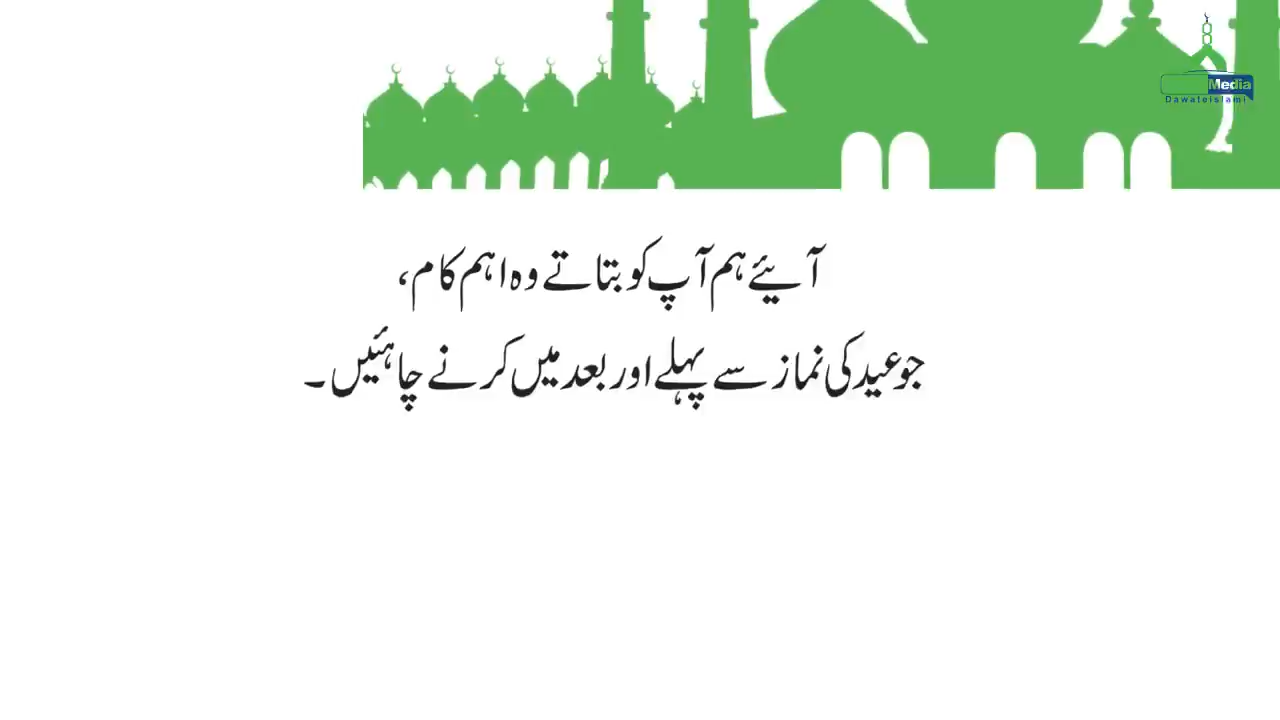 Media
Dawateislami
آئیے ہم آپ کو بتاتے وہ اہم کام،
جو عید کی نماز سے پہلے اور بعد میں کرنے چاہئیں۔